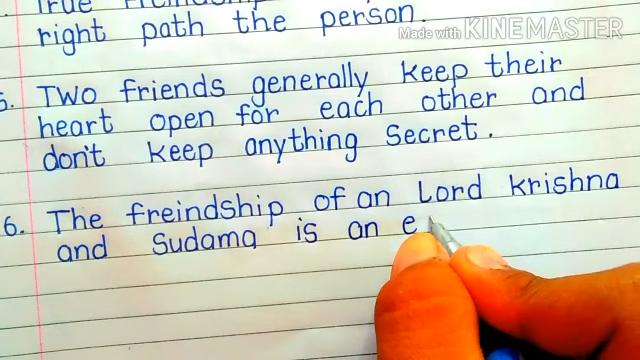 right path the person.
Made with KINEMASTER
5. Two friends generally keep their
heart open for each other and
don't keep anything Secret.
6. The freindship of an Lord krishna
and Sudama is an e